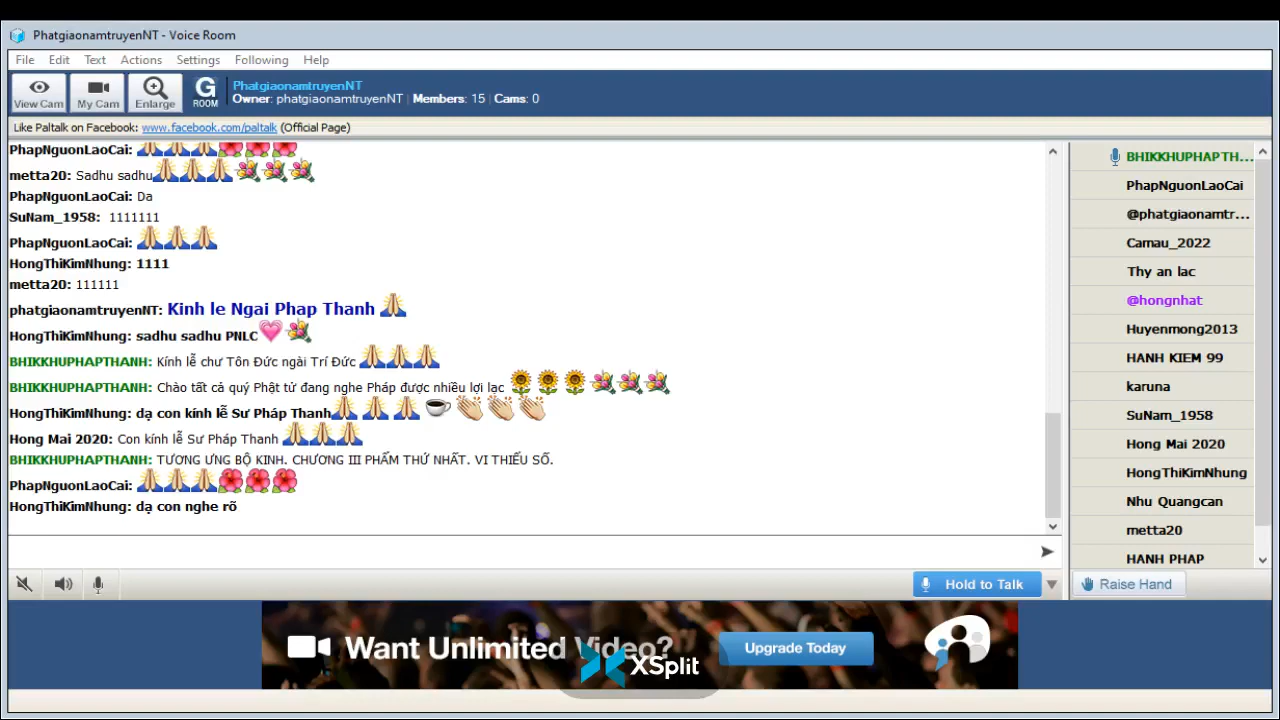 PhatgiaonamtruyenNT - Voice Room
File Edit Text Actions Settings Following Help
View Cam My Cam Enlarge G ROOM
PhatgiaonamtruyenNT
Owner: phatgiaonamtruyenNT | Members: 15 | Cams: 0
Like Paltalk on Facebook: www.facebook.com/paltalk (Official Page)
PhapNguonLaoCai:
metta20: Sadhu sadhu
PhapNguonLaoCai: Da
SuNam_1958: 1111111
PhapNguonLaoCai:
HongThiKimNhung: 1111
metta20: 111111
phatgiaonamtruyenNT: Kinh le Ngai Phap Thanh
HongThiKimNhung: sadhu sadhu PNLC
BHIKKHUPHAPTHANH: Kính lễ chư Tôn Đức ngài Trí Đức
BHIKKHUPHAPTHANH: Chào tất cả quý Phật tử đang nghe Pháp được nhiều lợi lạc
HongThiKimNhung: dạ con kính lễ Sư Pháp Thanh
Hong Mai 2020: Con kính lễ Sư Pháp Thanh
BHIKKHUPHAPTHANH: TƯƠNG ƯNG BỘ KINH. CHƯƠNG III PHẨM THỨ NHẤT. VI THIỂU SỐ.
PhapNguonLaoCai:
HongThiKimNhung: dạ con nghe rõ
BHIKKHUPHAPTH...
PhapNguonLaoCai
@phatgiaonamtr...
Camau_2022
Thy an lac
@hongnhat
Huyenmong2013
HANH KIEM 99
karuna
SuNam_1958
Hong Mai 2020
HongThiKimNhung
Nhu Quangcan
metta20
HANH PHAP
Hold to Talk
Raise Hand
Want Unlimited Video?
Upgrade Today
XSplit